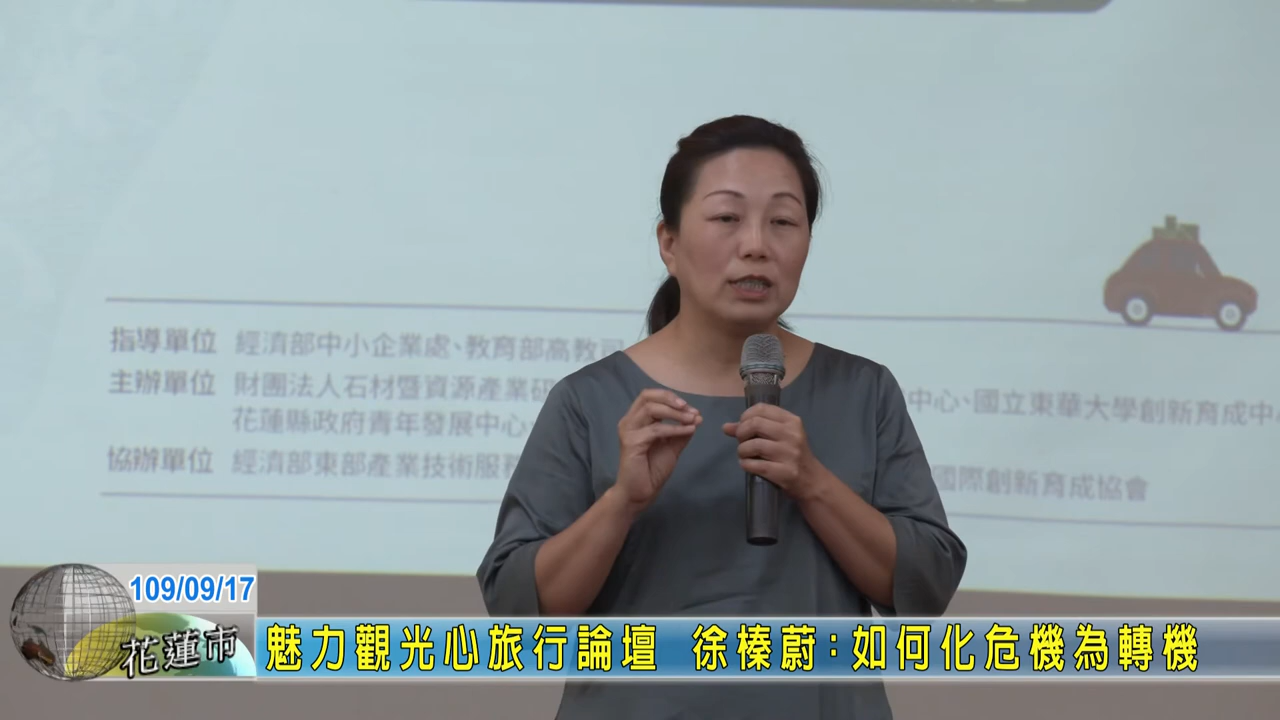 指導單位 經濟部中小企業處、教育部高教司
主辦單位 財團法人石材暨資源產業研 中心、國立東華大學創新育成中
花蓮縣政府青年發展中心
協辦單位 經濟部東部產業技術服務 國際創新育成協會
109/09/17
花蓮市
魅力觀光心旅行論壇 徐榛蔚:如何化危機為轉機